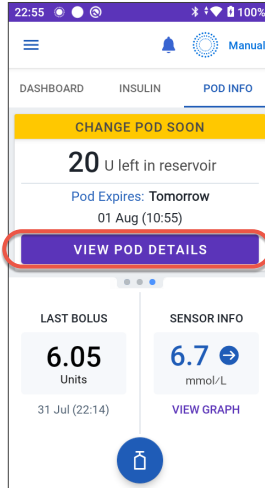 22:55 100%
Manual
DASHBOARD INSULIN POD INFO
CHANGE POD SOON
20 U left in reservoir
Pod Expires: Tomorrow
01 Aug (10:55)
VIEW POD DETAILS
LAST BOLUS
6.05
Units
31 Jul (22:14)
SENSOR INFO
6.7
mmol/L
VIEW GRAPH